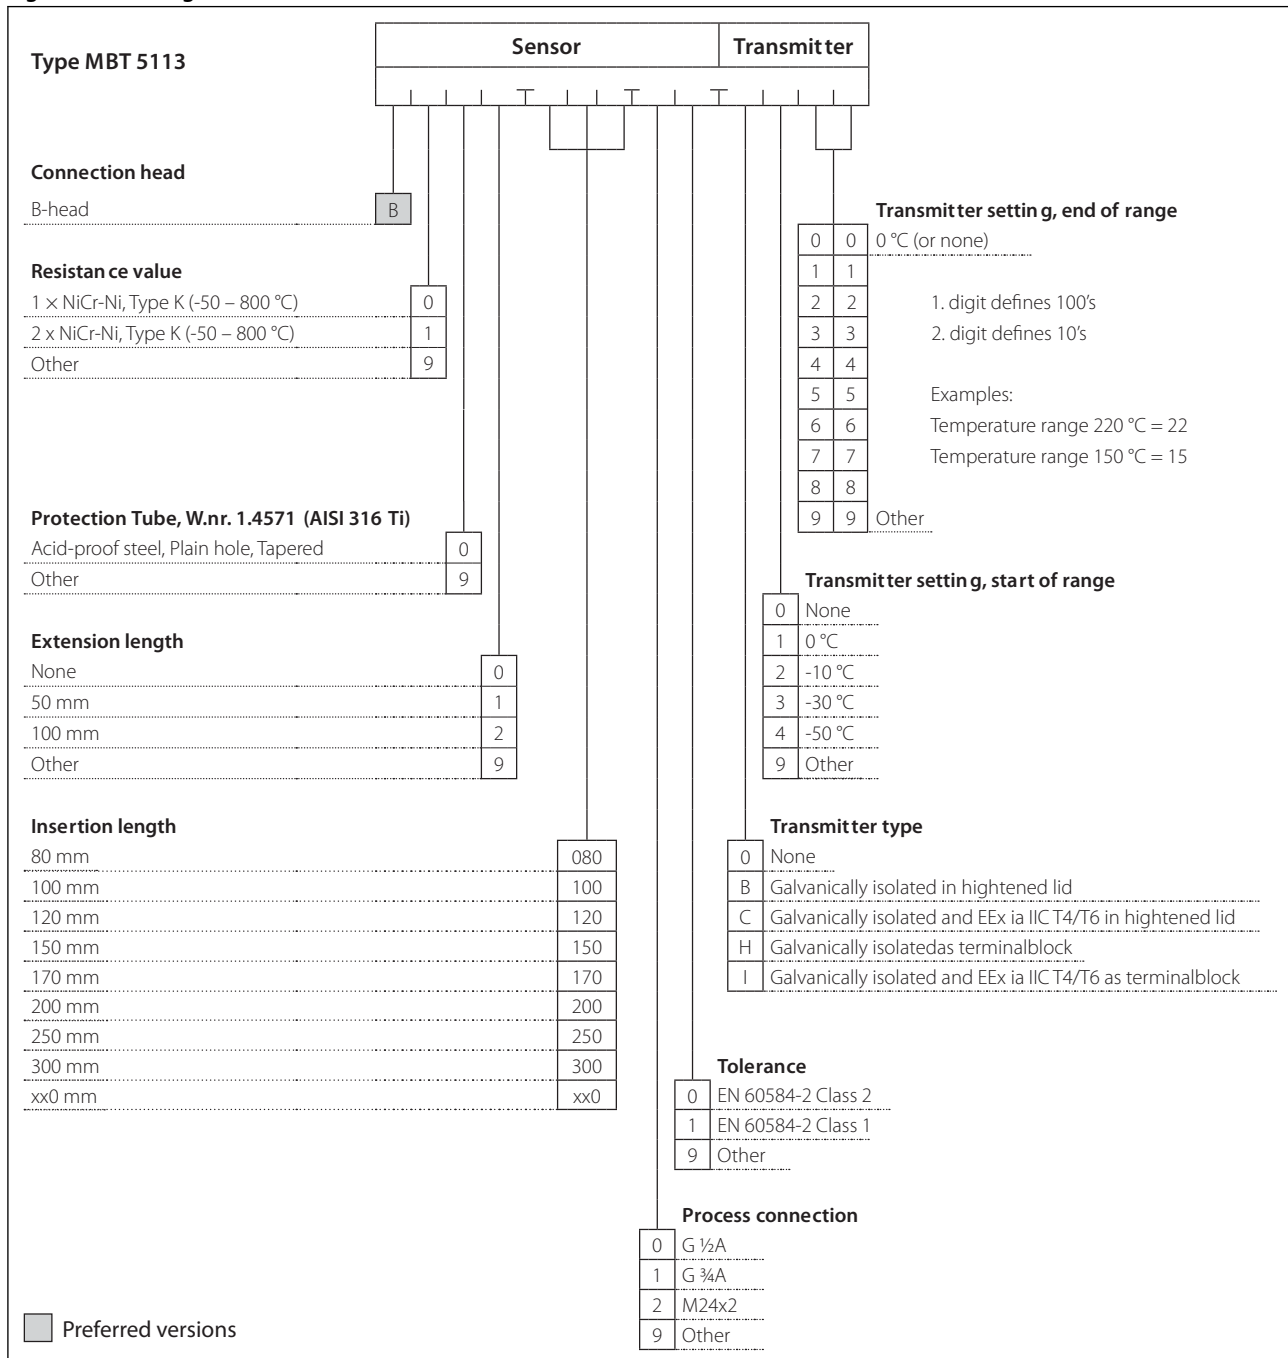 Type MBT 5113
Sensor
Transmitter
Connection head
B-head
B
Resistance value
1 × NiCr-Ni, Type K (-50 – 800 °C)
0
2 x NiCr-Ni, Type K (-50 – 800 °C)
1
Other
9
Protection Tube, W.nr. 1.4571 (AISI 316 Ti)
Acid-proof steel, Plain hole, Tapered
0
Other
9
Extension length
None
0
50 mm
1
100 mm
2
Other
9
Insertion length
80 mm
080
100 mm
100
120 mm
120
150 mm
150
170 mm
170
200 mm
200
250 mm
250
300 mm
300
xx0 mm
xx0
Transmitter setting, end of range
0 0 0 °C (or none)
1 1
2 2 1. digit defines 100's
3 3 2. digit defines 10's
4 4
5 5 Examples:
6 6 Temperature range 220 °C = 22
7 7 Temperature range 150 °C = 15
8 8
9 9 Other
Transmitter setting, start of range
0 None
1 0 °C
2 -10 °C
3 -30 °C
4 -50 °C
9 Other
Transmitter type
0 None
B Galvanically isolated in hightened lid
C Galvanically isolated and EEx ia IIC T4/T6 in hightened lid
H Galvanically isolatedas terminalblock
I Galvanically isolated and EEx ia IIC T4/T6 as terminalblock
Tolerance
0 EN 60584-2 Class 2
1 EN 60584-2 Class 1
9 Other
Process connection
0 G ½A
1 G ¾A
2 M24x2
9 Other
Preferred versions